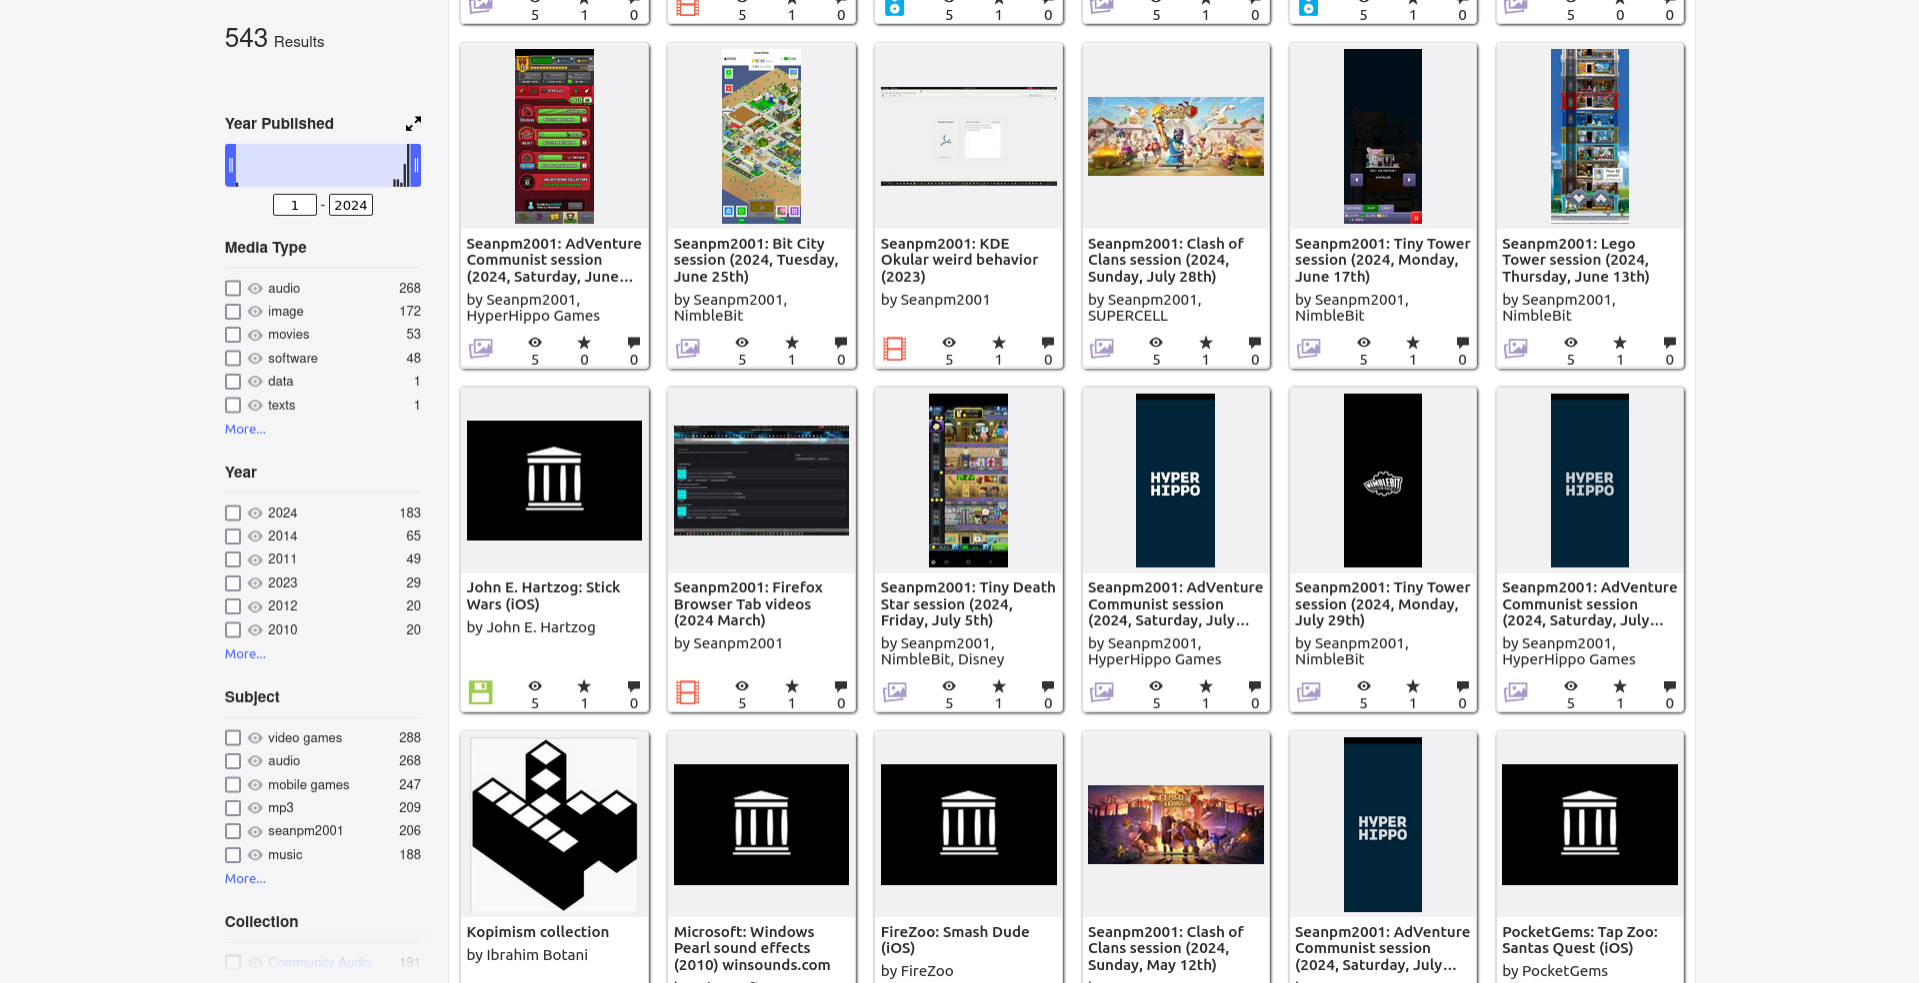 543 Results
5 1 0
5 1 0
5 1 0
5 1 0
5 1 0
5 0 0
Year Published
1 - 2024
Media Type
audio 268
image 172
movies 53
software 48
data 1
texts 1
More...
Year
2024 183
2014 65
2011 49
2023 29
2012 20
2010 20
More...
Subject
video games 288
audio 268
mobile games 247
mp3 209
seanpm2001 206
music 188
More...
Collection
Community Audio 191
Seanpm2001: AdVenture
Communist session
(2024, Saturday, June...
by Seanpm2001,
HyperHippo Games
5 0 0
Seanpm2001: Bit City
session (2024, Tuesday,
June 25th)
by Seanpm2001,
NimbleBit
5 1 0
Seanpm2001: KDE
Okular weird behavior
(2023)
by Seanpm2001
5 1 0
Seanpm2001: Clash of
Clans session (2024,
Sunday, July 28th)
by Seanpm2001,
SUPERCELL
5 1 0
Seanpm2001: Tiny Tower
session (2024, Monday,
June 17th)
by Seanpm2001,
NimbleBit
5 1 0
Seanpm2001: Lego
Tower session (2024,
Thursday, June 13th)
by Seanpm2001,
NimbleBit
5 1 0
John E. Hartzog: Stick
Wars (iOS)
by John E. Hartzog
5 1 0
Seanpm2001: Firefox
Browser Tab videos
(2024 March)
by Seanpm2001
5 1 0
Seanpm2001: Tiny Death
Star session (2024,
Friday, July 5th)
by Seanpm2001,
NimbleBit, Disney
5 1 0
HYPER
HIPPO
Seanpm2001: AdVenture
Communist session
(2024, Saturday, July...
by Seanpm2001,
HyperHippo Games
5 1 0
NIMBLEBIT
Seanpm2001: Tiny Tower
session (2024, Monday,
July 29th)
by Seanpm2001,
NimbleBit
5 1 0
HYPER
HIPPO
Seanpm2001: AdVenture
Communist session
(2024, Saturday, July...
by Seanpm2001,
HyperHippo Games
5 1 0
Kopimism collection
by Ibrahim Botani
Microsoft: Windows
Pearl sound effects
(2010) winsounds.com
FireZoo: Smash Dude
(iOS)
by FireZoo
Seanpm2001: Clash of
Clans session (2024,
Sunday, May 12th)
HYPER
HIPPO
Seanpm2001: AdVenture
Communist session
(2024, Saturday, July...
PocketGems: Tap Zoo:
Santas Quest (iOS)
by PocketGems